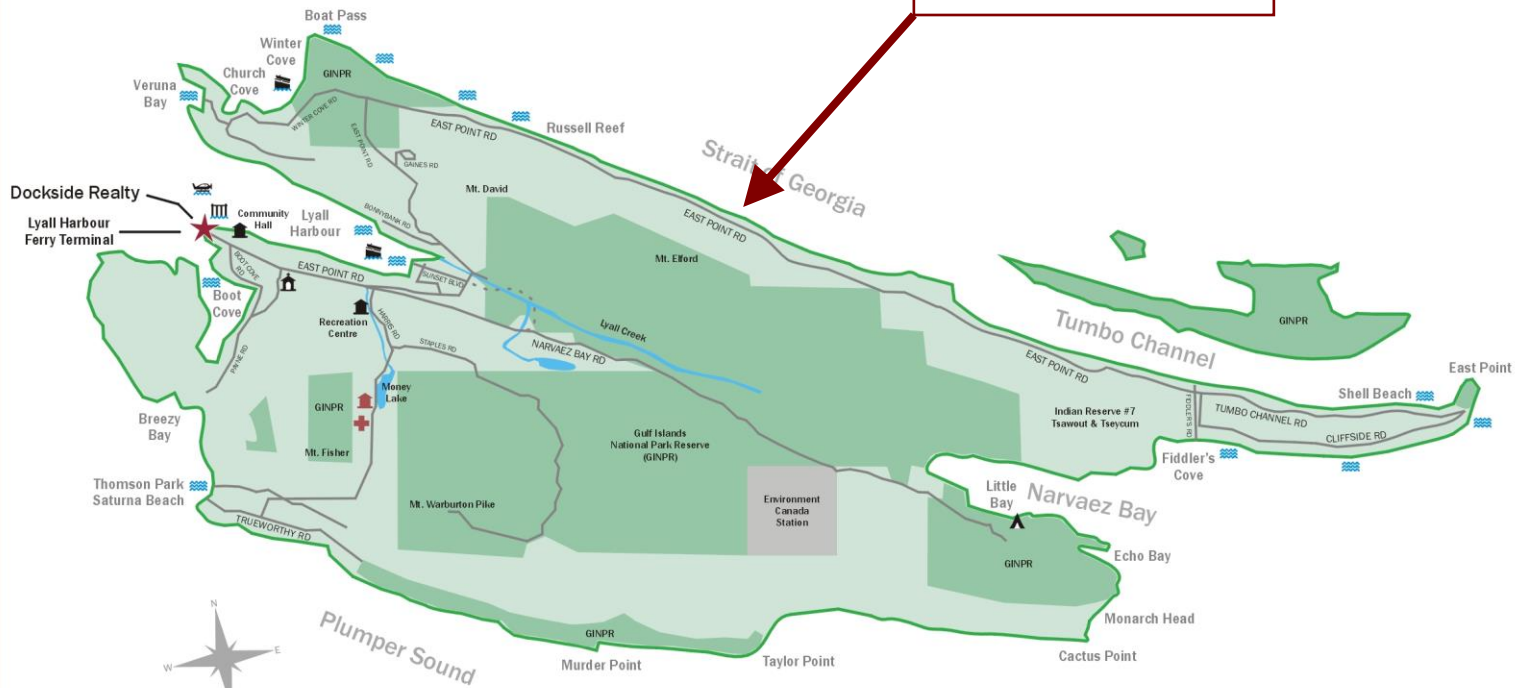 Boat Pass
Winter
Cove
Church
Cove
GINPR
Veruna
Bay
WINTER COVE RD
EAST POINT RD
EAST POINT RD
Russell Reef
GAINES RD
Strait of Georgia
Mt. David
Dockside Realty
Lyall Harbour
Ferry Terminal
Community
Hall
Lyall
Harbour
BONNYBANK RD
EAST POINT RD
Mt. Elford
BOOT COVE
RD
EAST POINT RD
SUNSET BLVD
Boot
Cove
Recreation
Centre
HARRIS RD
STAPLES RD
NARVAEZ BAY RD
Lyall Creek
Tumbo Channel
GINPR
EAST POINT RD
East Point
PAYNE RD
Money
Lake
GINPR
Shell Beach
Breezy
Bay
Indian Reserve #7
Tsawout & Tseycum
FIDDLER'S RD
TUMBO CHANNEL RD
CLIFFSIDE RD
Gulf Islands
National Park Reserve
(GINPR)
Mt. Fisher
Fiddler's
Cove
Thomson Park
Saturna Beach
Mt. Warburton Pike
Environment
Canada
Station
Little
Bay
Narvaez Bay
TRUEWORTHY RD
Echo Bay
GINPR
Monarch Head
Plumper Sound
GINPR
Murder Point
Taylor Point
Cactus Point
N
W
E